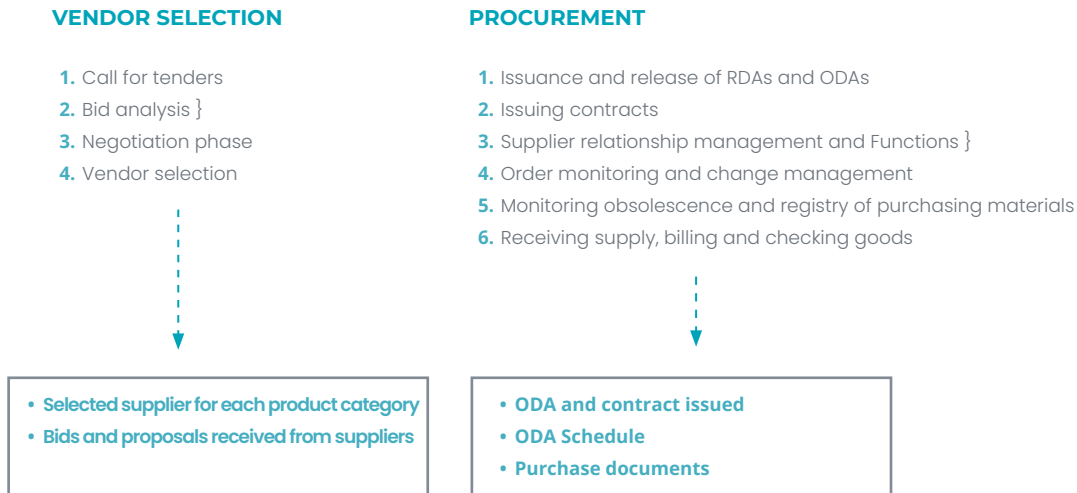 VENDOR SELECTION
1. Call for tenders
2. Bid analysis }
3. Negotiation phase
4. Vendor selection
• Selected supplier for each product category
• Bids and proposals received from suppliers
PROCUREMENT
1. Issuance and release of RDAs and ODAs
2. Issuing contracts
3. Supplier relationship management and Functions }
4. Order monitoring and change management
5. Monitoring obsolescence and registry of purchasing materials
6. Receiving supply, billing and checking goods
• ODA and contract issued
• ODA Schedule
• Purchase documents